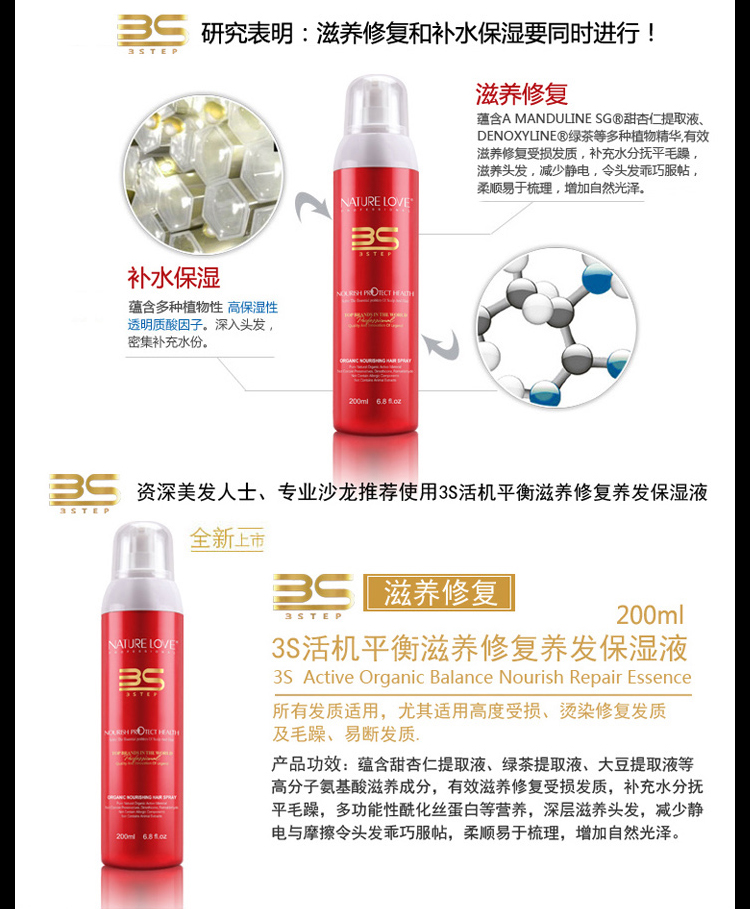 3S
3STEP
研究表明：滋养修复和补水保湿要同时进行！
滋养修复
蕴含A MANDULINE SG®甜杏仁提取液、
DENOXYLINE®绿茶等多种植物精华,有效
滋养修复受损发质，补充水分抚平毛躁，
滋养头发，减少静电，令头发乖巧服帖，
柔顺易于梳理，增加自然光泽。
补水保湿
蕴含多种植物性 高保湿性
透明质酸因子。深入头发，
密集补充水份。
NATURE LOVE™
PROFESSIONAL
3S
3STEP
NOURISH PROTECT HEALTH
TOP BRANDS IN THE WORLD
Professional
ORGANIC NOURISHING HAIR SPRAY
200ml 6.8 fl.oz
3S
3STEP
资深美发人士、专业沙龙推荐使用3S活机平衡滋养修复养发保湿液
全新上市
NATURE LOVE™
PROFESSIONAL
3S
3STEP
NOURISH PROTECT HEALTH
TOP BRANDS IN THE WORLD
Professional
ORGANIC NOURISHING HAIR SPRAY
200ml 6.8 fl.oz
3S
3STEP
滋养修复
200ml
3S活机平衡滋养修复养发保湿液
3S Active Organic Balance Nourish Repair Essence
所有发质适用，尤其适用高度受损、烫染修复发质
及毛躁、易断发质.
产品功效：蕴含甜杏仁提取液、绿茶提取液、大豆提取液等
高分子氨基酸滋养成分，有效滋养修复受损发质，补充水分抚
平毛躁，多功能性酰化丝蛋白等营养，深层滋养头发，减少静
电与摩擦令头发乖巧服帖，柔顺易于梳理，增加自然光泽。